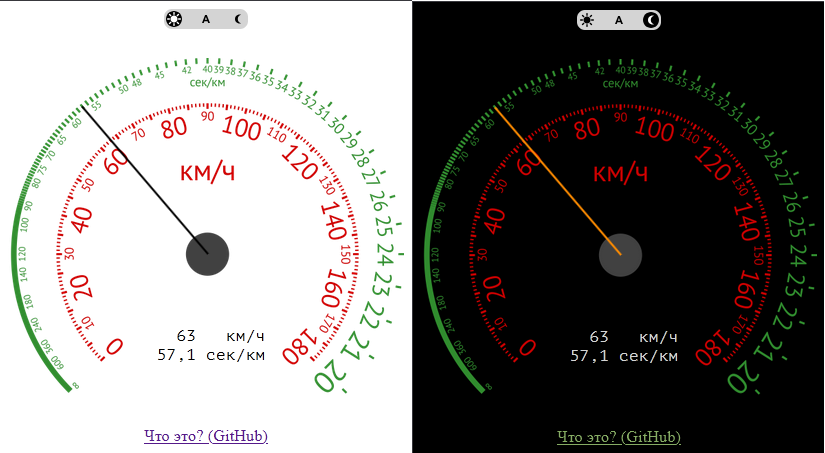 A
∞ 600 360 240 180 140 120 100 90 80 75 70 65 60 55 50 48 45 42 40 39 38 37 36 35 34 33 32 31 30 29 28 27 26 25 24 23 22 21 20
сек/км
0 10 20 30 40 50 60 70 80 90 100 110 120 130 140 150 160 170 180
км/ч
63 км/ч
57,1 сек/км
Что это? (GitHub)
A
∞ 600 360 240 180 140 120 100 90 80 75 70 65 60 55 50 48 45 42 40 39 38 37 36 35 34 33 32 31 30 29 28 27 26 25 24 23 22 21 20
сек/км
0 10 20 30 40 50 60 70 80 90 100 110 120 130 140 150 160 170 180
км/ч
63 км/ч
57,1 сек/км
Что это? (GitHub)